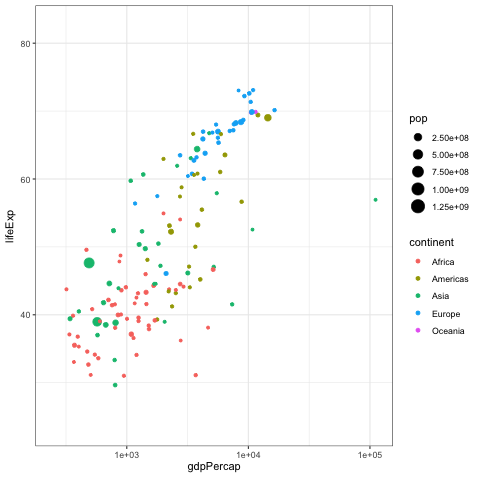 80
60
40
lifeExp
1e+03
1e+04
1e+05
gdpPercap
pop
2.50e+08
5.00e+08
7.50e+08
1.00e+09
1.25e+09
continent
Africa
Americas
Asia
Europe
Oceania